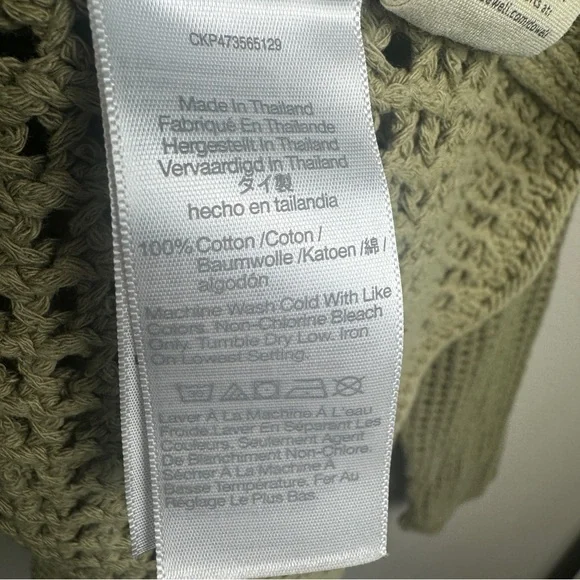 CKP473565129
Made In Thailand
Fabriqué En Thaïlande
Hergestellt In Thailand
Vervaardigd In Thailand
タイ製
hecho en tailandia
100% Cotton /Coton /
Baumwolle /Katoen /綿/
algodón
Machine Wash Cold With Like
Colors. Non-Chlorine Bleach
Only. Tumble Dry Low. Iron
On Lowest Setting.
Laver À La Machine À L'eau
Froide Laver En Séparant Les
Couleurs. Seulement Agent
De Blanchiment Non-Chlore.
Sécher À La Machine À
Basse Température. Fer Au
Réglage Le Plus Bas.